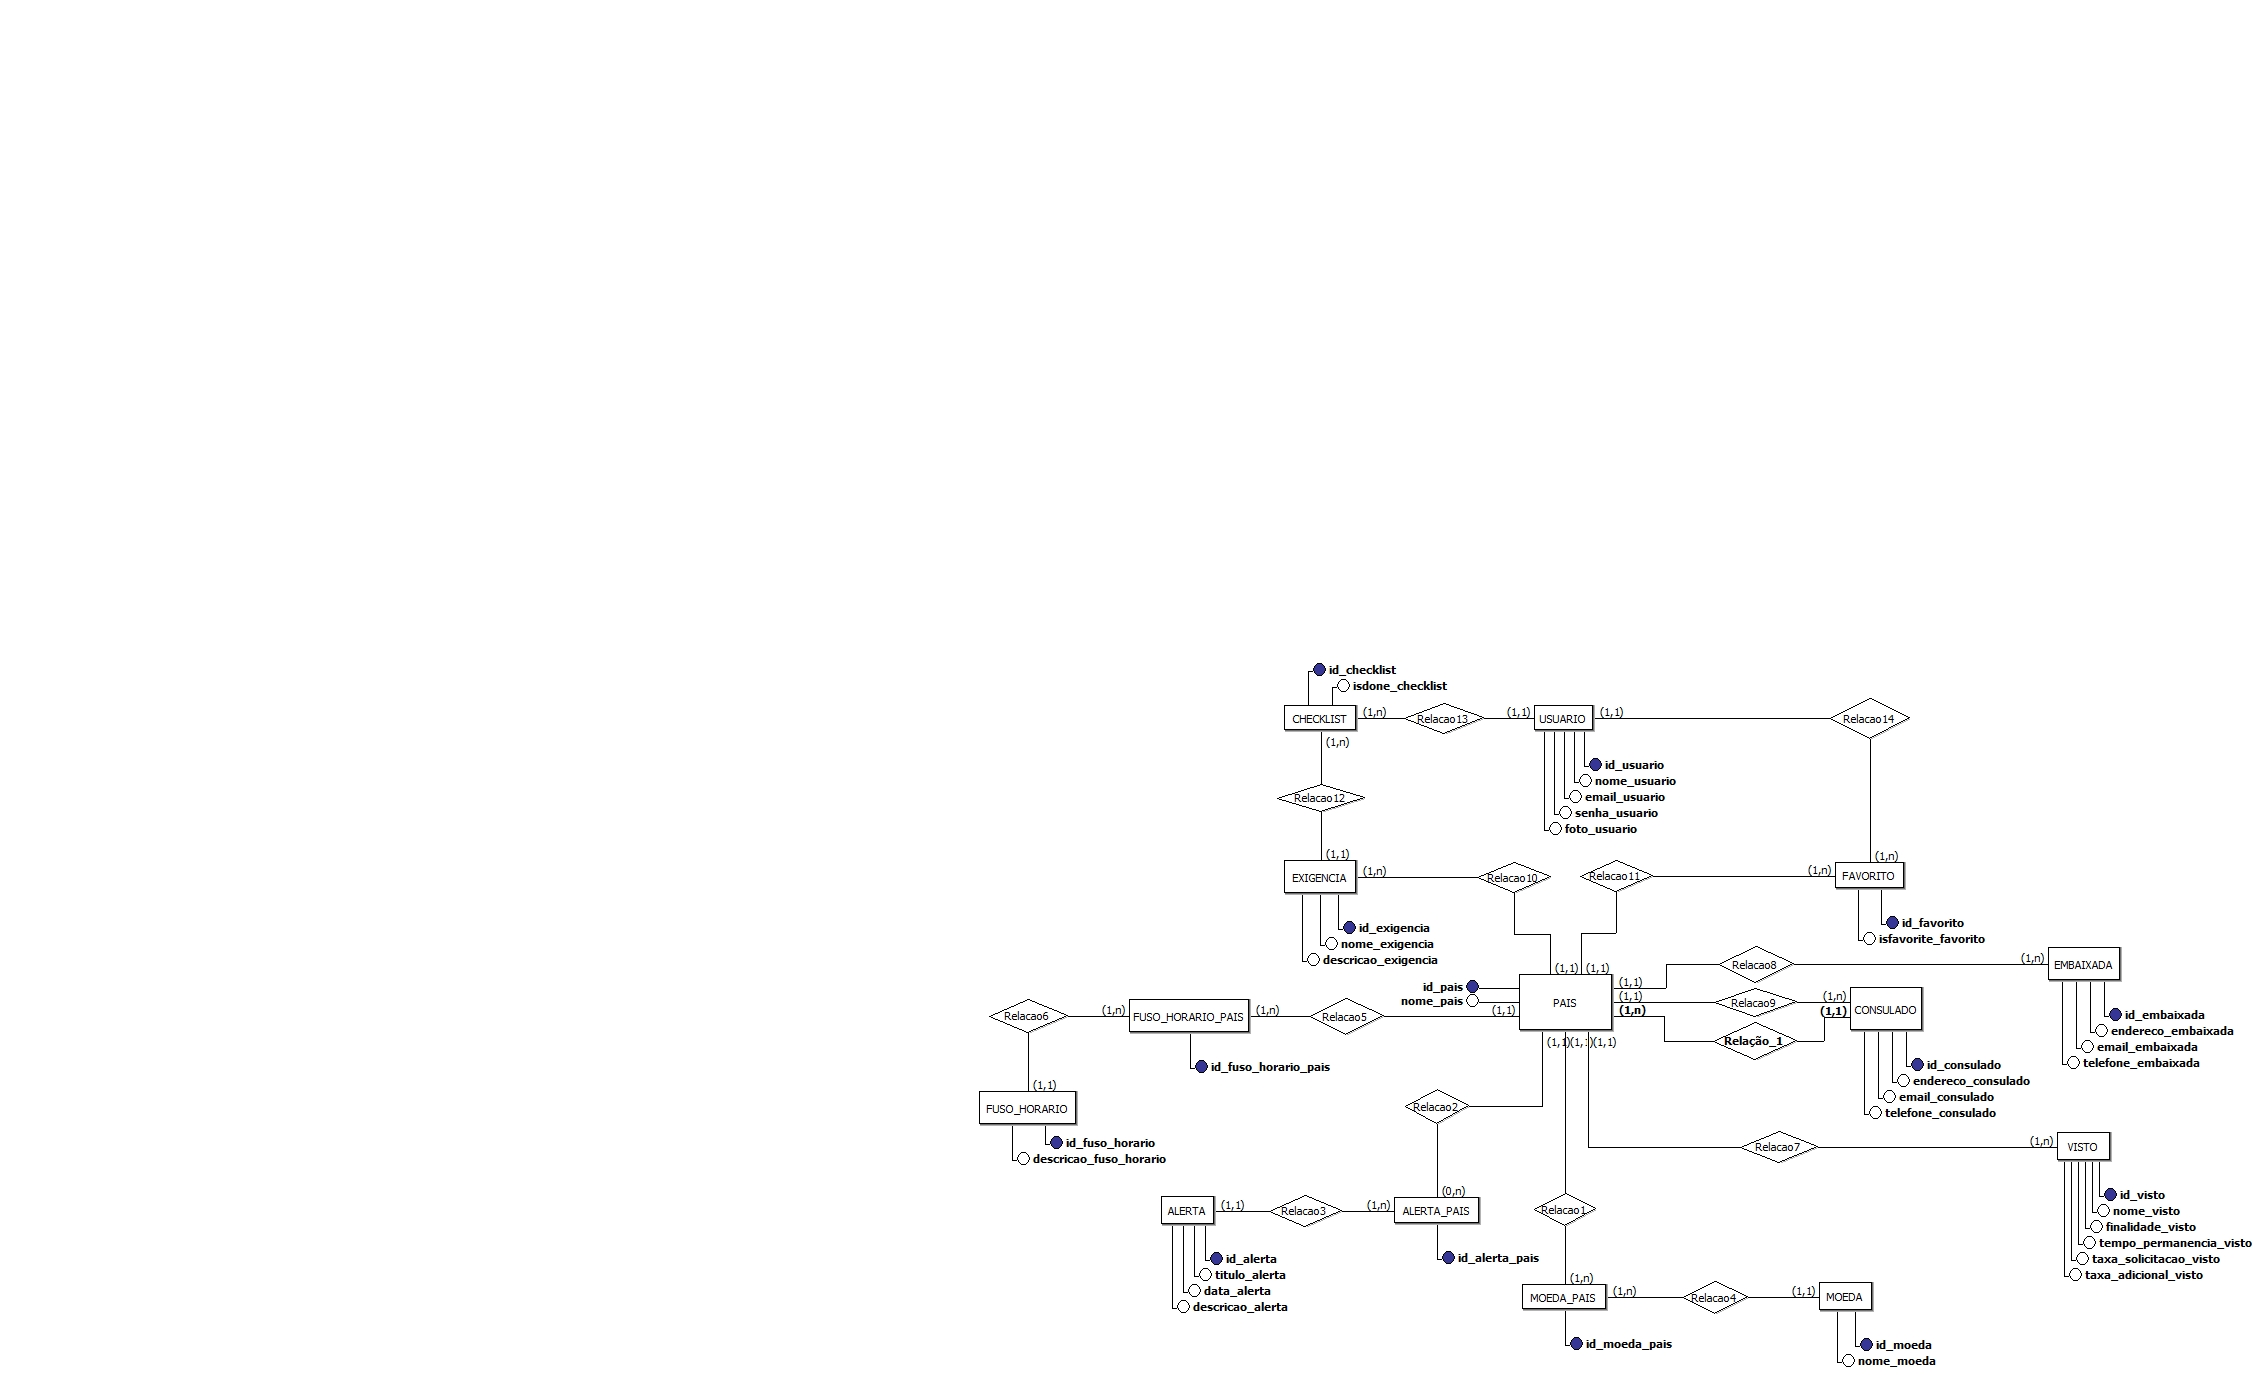 id_checklist
isdone_checklist
CHECKLIST (1,n) Relacao13 (1,1) USUARIO (1,1) Relacao14
(1,n)
id_usuario
nome_usuario
email_usuario
senha_usuario
foto_usuario
Relacao12
(1,1)
EXIGENCIA (1,n) Relacao10
Relacao11 (1,n) FAVORITO
(1,n)
id_exigencia
nome_exigencia
descricao_exigencia
id_favorito
isfavorite_favorito
(1,1) (1,1)
id_pais
nome_pais
PAIS
(1,1) Relacao8 (1,n) EMBAIXADA
(1,1) Relacao9 (1,n) CONSULADO
(1,n) Relação_1 (1,1)
id_embaixada
endereco_embaixada
email_embaixada
telefone_embaixada
id_consulado
endereco_consulado
email_consulado
telefone_consulado
Relacao6 (1,n) FUSO_HORARIO_PAIS (1,n) Relacao5 (1,1)
id_fuso_horario_pais
(1,1)
FUSO_HORARIO
id_fuso_horario
descricao_fuso_horario
(1,1)
Relacao2
Relacao7 (1,n) VISTO
id_visto
nome_visto
finalidade_visto
tempo_permanencia_visto
taxa_solicitacao_visto
taxa_adicional_visto
(0,n)
ALERTA (1,1) Relacao3 (1,n) ALERTA_PAIS
Relacao1
id_alerta
titulo_alerta
data_alerta
descricao_alerta
id_alerta_pais
(1,n)
MOEDA_PAIS (1,n) Relacao4 (1,1) MOEDA
id_moeda_pais
id_moeda
nome_moeda